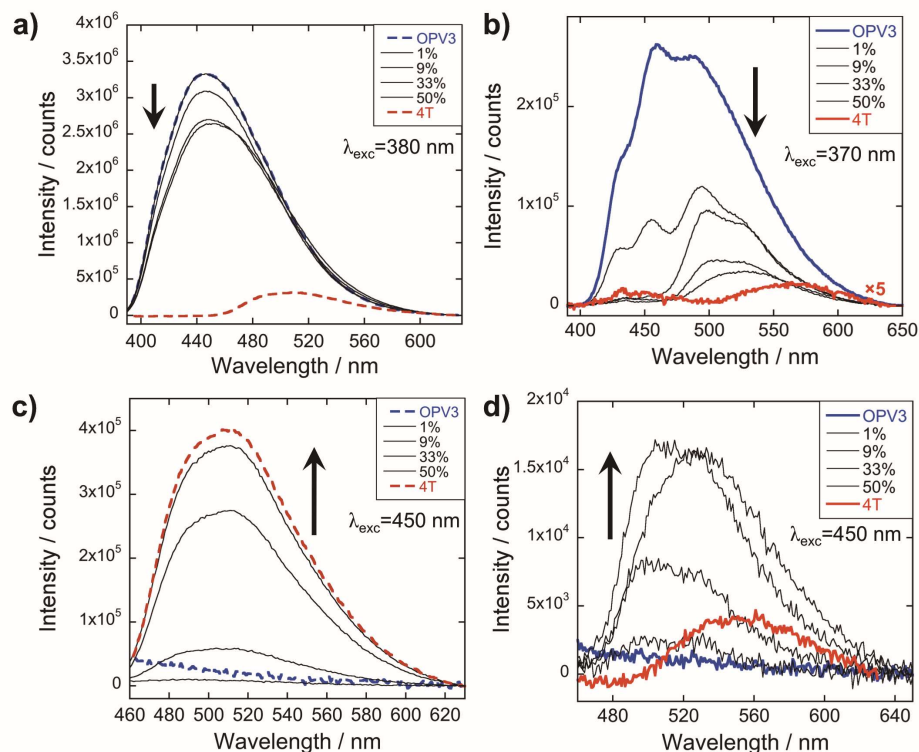 a)
Intensity / counts
4x10⁶
3.5x10⁶
3x10⁶
2.5x10⁶
2x10⁶
1.5x10⁶
1x10⁶
5x10⁵
0
400 440 480 520 560 600
Wavelength / nm
OPV3
1%
9%
33%
50%
4T
λexc=380 nm
b)
Intensity / counts
2x10⁵
1x10⁵
0
400 450 500 550 600 650
Wavelength / nm
OPV3
1%
9%
33%
50%
4T
λexc=370 nm
×5
c)
Intensity / counts
4x10⁵
3x10⁵
2x10⁵
1x10⁵
0
460 480 500 520 540 560 580 600 620
Wavelength / nm
OPV3
1%
9%
33%
50%
4T
λexc=450 nm
d)
Intensity / counts
2x10⁴
1.5x10⁴
1x10⁴
5x10³
0
480 520 560 600 640
Wavelength / nm
OPV3
1%
9%
33%
50%
4T
λexc=450 nm